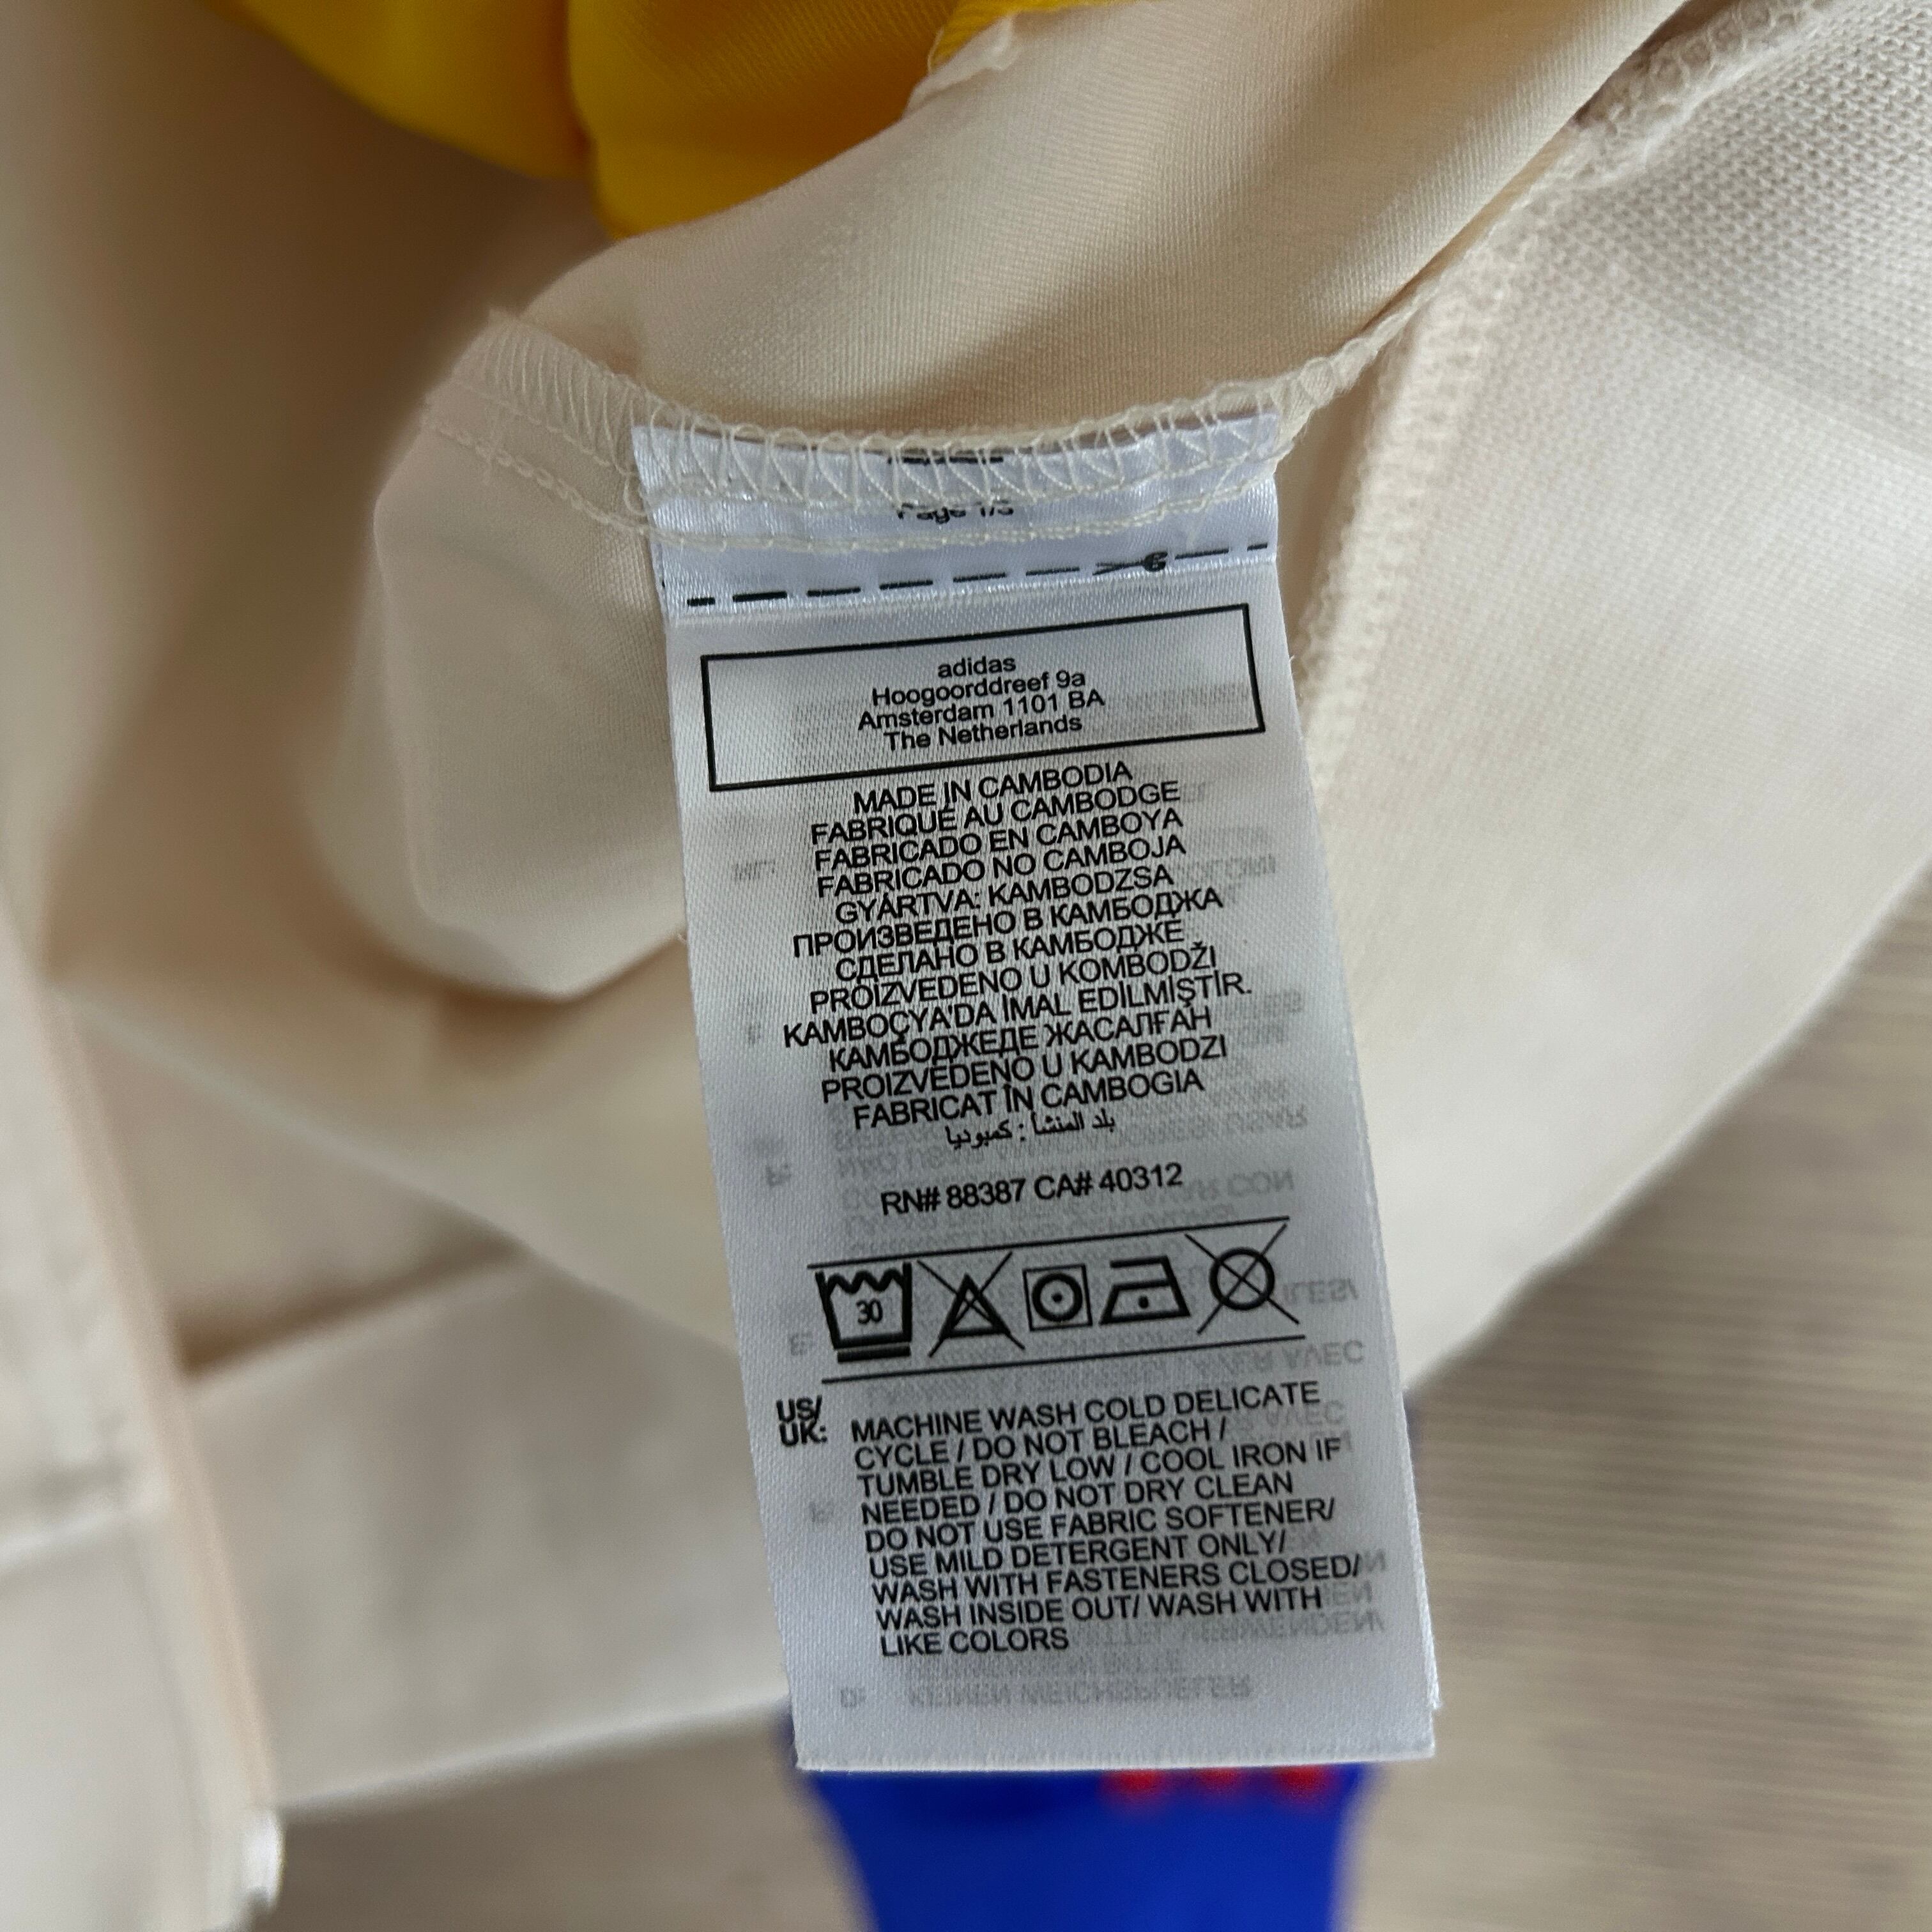 Page 1/3
adidas
Hoogoorddreef 9a
Amsterdam 1101 BA
The Netherlands
MADE IN CAMBODIA
FABRIQUÉ AU CAMBODGE
FABRICADO EN CAMBOYA
FABRICADO NO CAMBOJA
GYÁRTVA: KAMBODZSA
ПРОИЗВЕДЕНО В КАМБОДЖА
СДЕЛАНО В КАМБОДЖЕ
PROIZVEDENO U KOMBODŽI
KAMBOÇYA'DA İMAL EDİLMİŞTİR.
КАМБОДЖЕДЕ ЖАСАЛҒАН
PROIZVEDENO U KAMBODZI
FABRICAT ÎN CAMBOGIA
بلد المنشأ : كمبوديا
RN# 88387 CA# 40312
30
US/
UK:
MACHINE WASH COLD DELICATE
CYCLE / DO NOT BLEACH /
TUMBLE DRY LOW / COOL IRON IF
NEEDED / DO NOT DRY CLEAN
DO NOT USE FABRIC SOFTENER/
USE MILD DETERGENT ONLY/
WASH WITH FASTENERS CLOSED/
WASH INSIDE OUT/ WASH WITH
LIKE COLORS